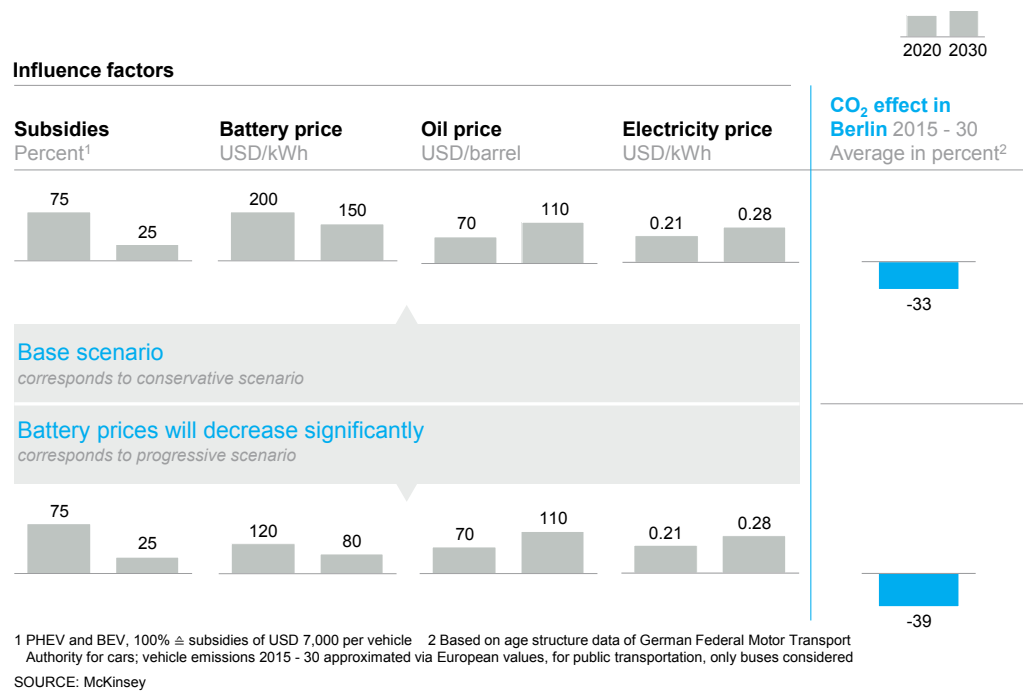 2020 2030
Influence factors
CO2 effect in
Berlin 2015 - 30
Average in percent2
Subsidies
Percent1
Battery price
USD/kWh
Oil price
USD/barrel
Electricity price
USD/kWh
75 25 200 150 70 110 0.21 0.28
-33
Base scenario
corresponds to conservative scenario
Battery prices will decrease significantly
corresponds to progressive scenario
75 25 120 80 70 110 0.21 0.28
-39
1 PHEV and BEV, 100% ≙ subsidies of USD 7,000 per vehicle 2 Based on age structure data of German Federal Motor Transport
Authority for cars; vehicle emissions 2015 - 30 approximated via European values, for public transportation, only buses considered
SOURCE: McKinsey